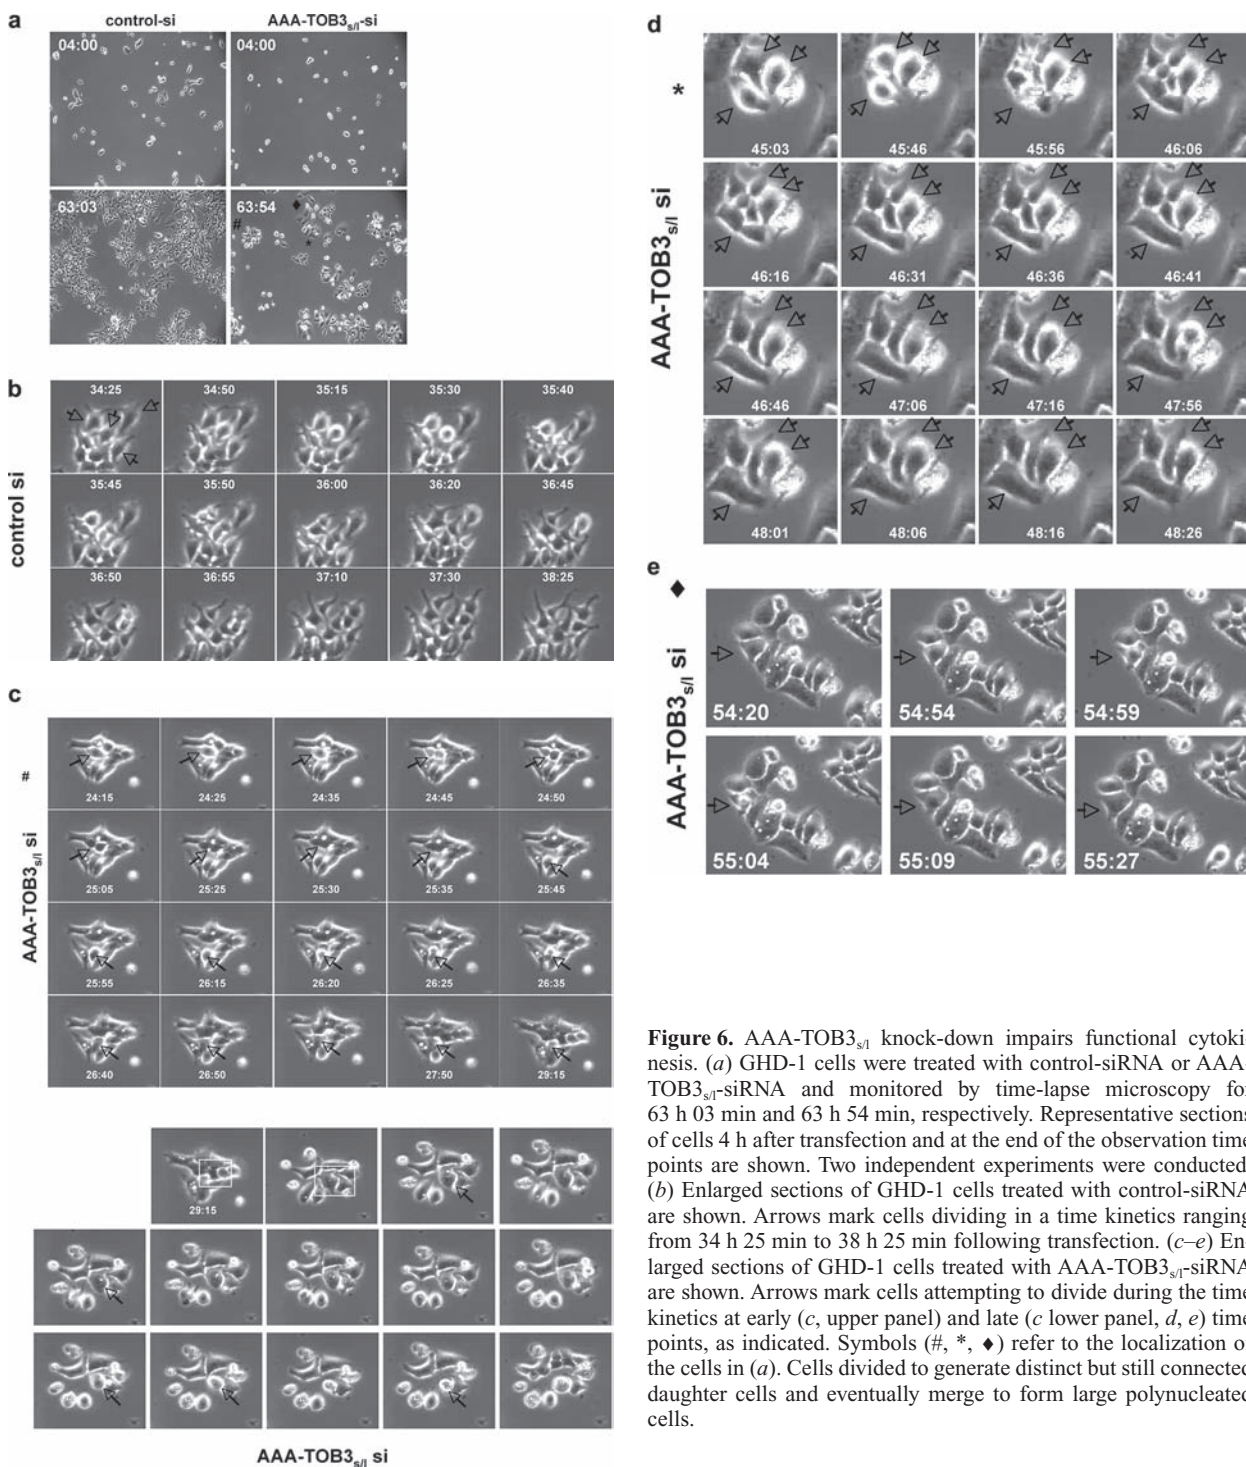 a
control-si
AAA-TOB3s/l-si
04:00
04:00
63:03
63:54
#
♦
*
b
control si
34:25
34:50
35:15
35:30
35:40
35:45
35:50
36:00
36:20
36:45
36:50
36:55
37:10
37:30
38:25
c
#
AAA-TOB3s/l si
24:15
24:25
24:35
24:45
24:50
25:05
25:25
25:30
25:35
25:45
25:55
26:15
26:20
26:25
26:35
26:40
26:50
27:50
29:15
29:15
AAA-TOB3s/l si
d
*
AAA-TOB3s/l si
45:03
45:46
45:56
46:06
46:16
46:31
46:36
46:41
46:46
47:06
47:16
47:56
48:01
48:06
48:16
48:26
e
♦
AAA-TOB3s/l si
54:20
54:54
54:59
55:04
55:09
55:27
Figure 6. AAA-TOB3s/l knock-down impairs functional cytoki-
nesis. (a) GHD-1 cells were treated with control-siRNA or AAA-
TOB3s/l-siRNA and monitored by time-lapse microscopy for
63 h 03 min and 63 h 54 min, respectively. Representative sections
of cells 4 h after transfection and at the end of the observation time
points are shown. Two independent experiments were conducted
(b) Enlarged sections of GHD-1 cells treated with control-siRNA
are shown. Arrows mark cells dividing in a time kinetics ranging
from 34 h 25 min to 38 h 25 min following transfection. (c–e) En-
larged sections of GHD-1 cells treated with AAA-TOB3s/l-siRNA
are shown. Arrows mark cells attempting to divide during the time
kinetics at early (c, upper panel) and late (c lower panel, d, e) time
points, as indicated. Symbols (#, *, ♦) refer to the localization of
the cells in (a). Cells divided to generate distinct but still connected
daughter cells and eventually merge to form large polynucleated
cells.